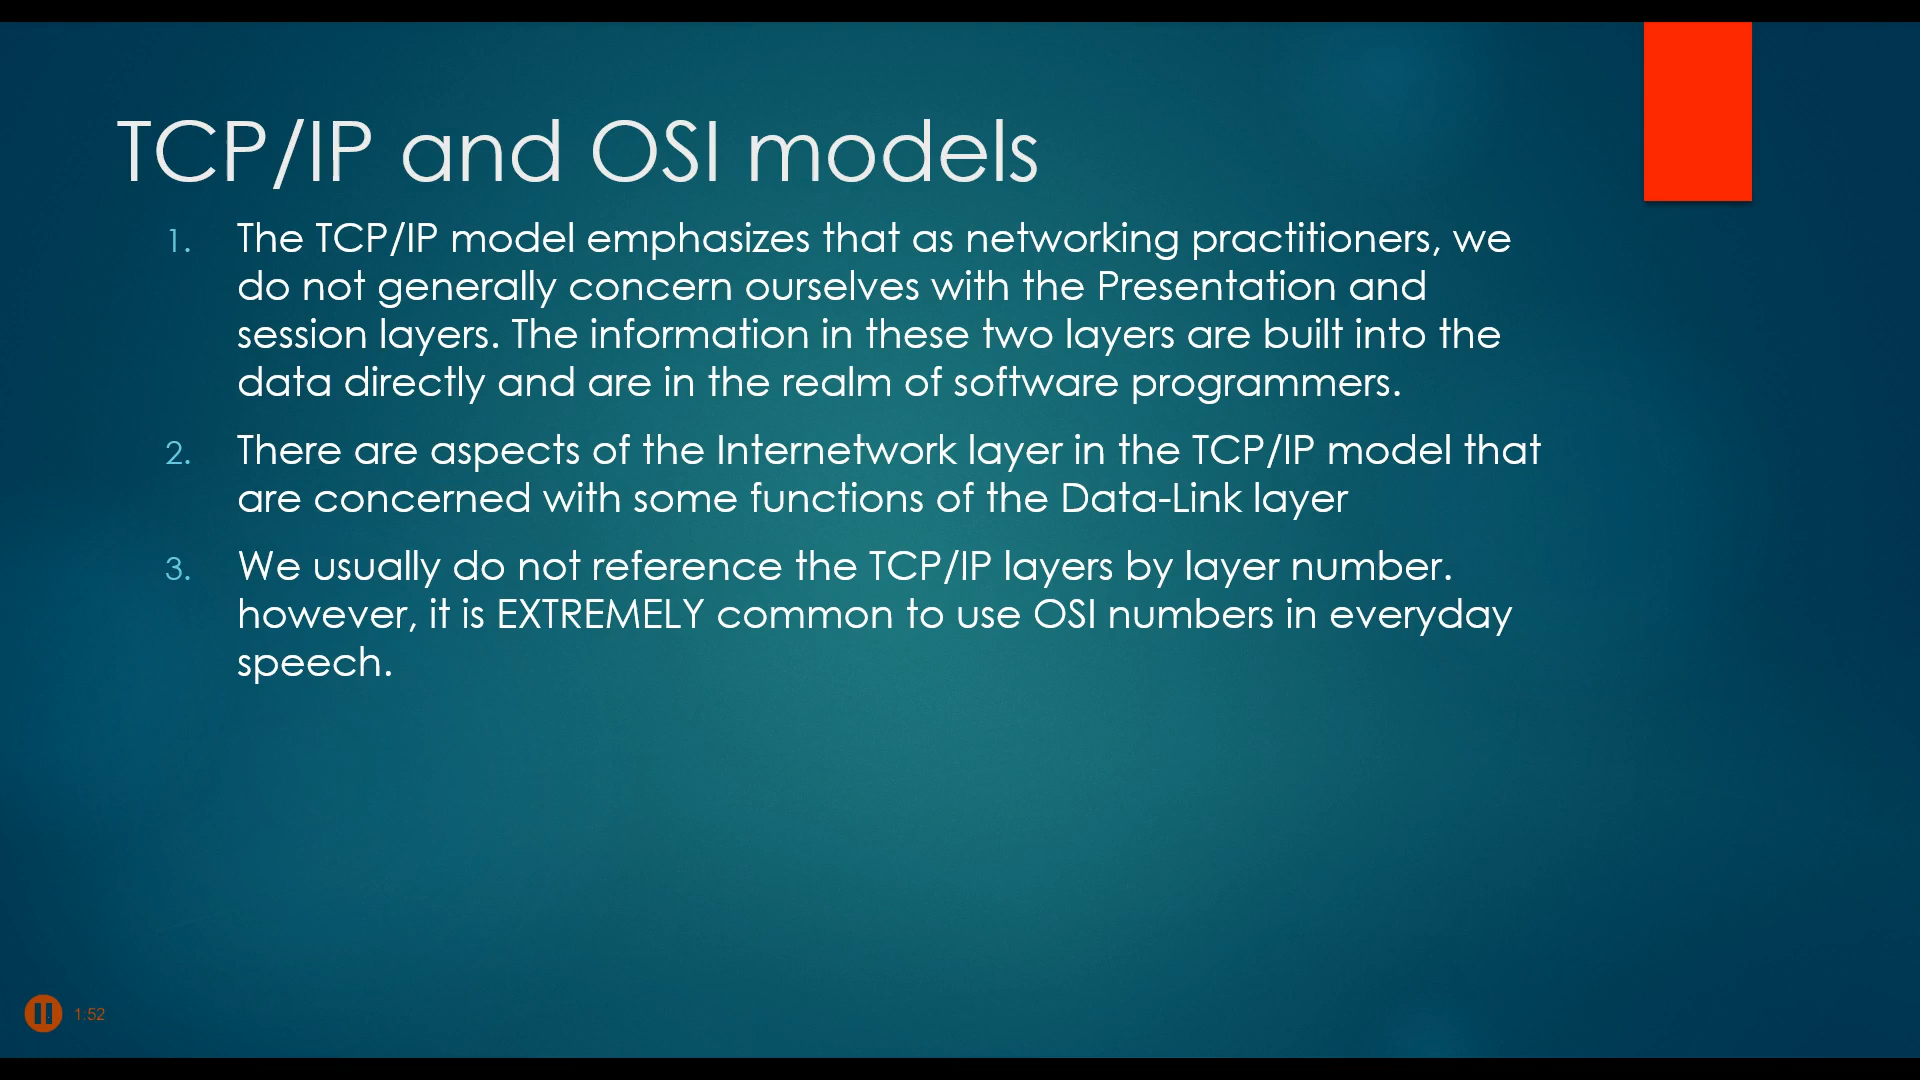 TCP/IP and OSI models
1. The TCP/IP model emphasizes that as networking practitioners, we
do not generally concern ourselves with the Presentation and
session layers. The information in these two layers are built into the
data directly and are in the realm of software programmers.
2. There are aspects of the Internetwork layer in the TCP/IP model that
are concerned with some functions of the Data-Link layer
3. We usually do not reference the TCP/IP layers by layer number.
however, it is EXTREMELY common to use OSI numbers in everyday
speech.
1:52